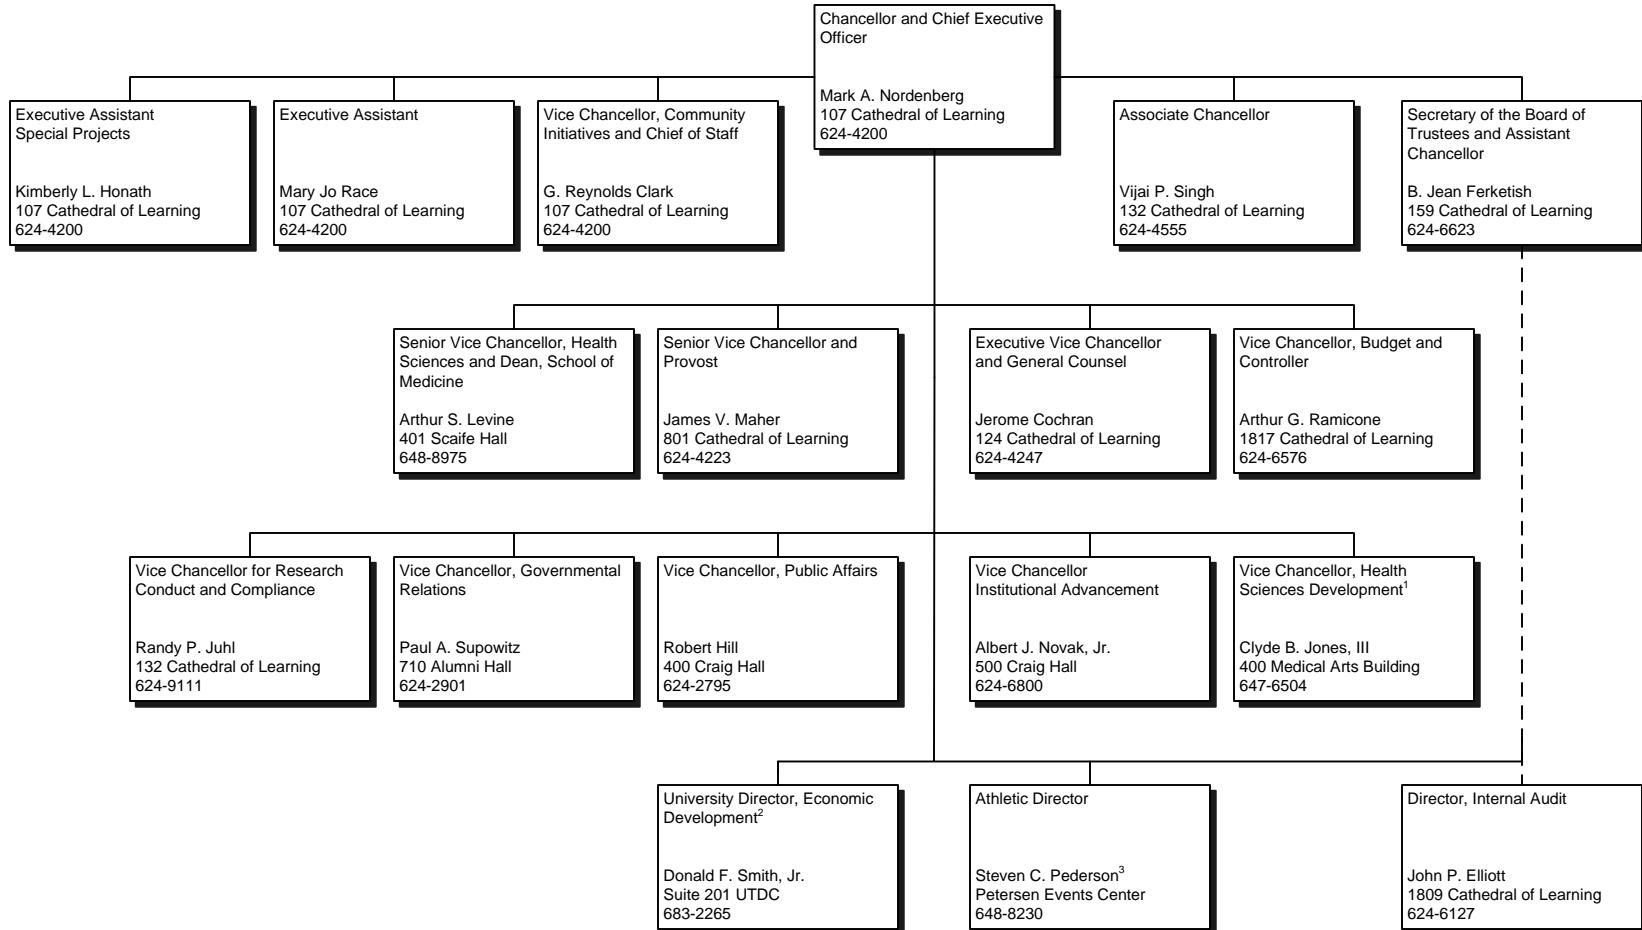 Chancellor and Chief Executive
Officer
Mark A. Nordenberg
107 Cathedral of Learning
624-4200
Executive Assistant
Special Projects
Kimberly L. Honath
107 Cathedral of Learning
624-4200
Executive Assistant
Mary Jo Race
107 Cathedral of Learning
624-4200
Vice Chancellor, Community
Initiatives and Chief of Staff
G. Reynolds Clark
107 Cathedral of Learning
624-4200
Associate Chancellor
Vijai P. Singh
132 Cathedral of Learning
624-4555
Secretary of the Board of
Trustees and Assistant
Chancellor
B. Jean Ferketish
159 Cathedral of Learning
624-6623
Senior Vice Chancellor, Health
Sciences and Dean, School of
Medicine
Arthur S. Levine
401 Scaife Hall
648-8975
Senior Vice Chancellor and
Provost
James V. Maher
801 Cathedral of Learning
624-4223
Executive Vice Chancellor
and General Counsel
Jerome Cochran
124 Cathedral of Learning
624-4247
Vice Chancellor, Budget and
Controller
Arthur G. Ramicone
1817 Cathedral of Learning
624-6576
Vice Chancellor for Research
Conduct and Compliance
Randy P. Juhl
132 Cathedral of Learning
624-9111
Vice Chancellor, Governmental
Relations
Paul A. Supowitz
710 Alumni Hall
624-2901
Vice Chancellor, Public Affairs
Robert Hill
400 Craig Hall
624-2795
Vice Chancellor
Institutional Advancement
Albert J. Novak, Jr.
500 Craig Hall
624-6800
Vice Chancellor, Health
Sciences Development¹
Clyde B. Jones, III
400 Medical Arts Building
647-6504
University Director, Economic
Development²
Donald F. Smith, Jr.
Suite 201 UTDC
683-2265
Athletic Director
Steven C. Pederson³
Petersen Events Center
648-8230
Director, Internal Audit
John P. Elliott
1809 Cathedral of Learning
624-6127